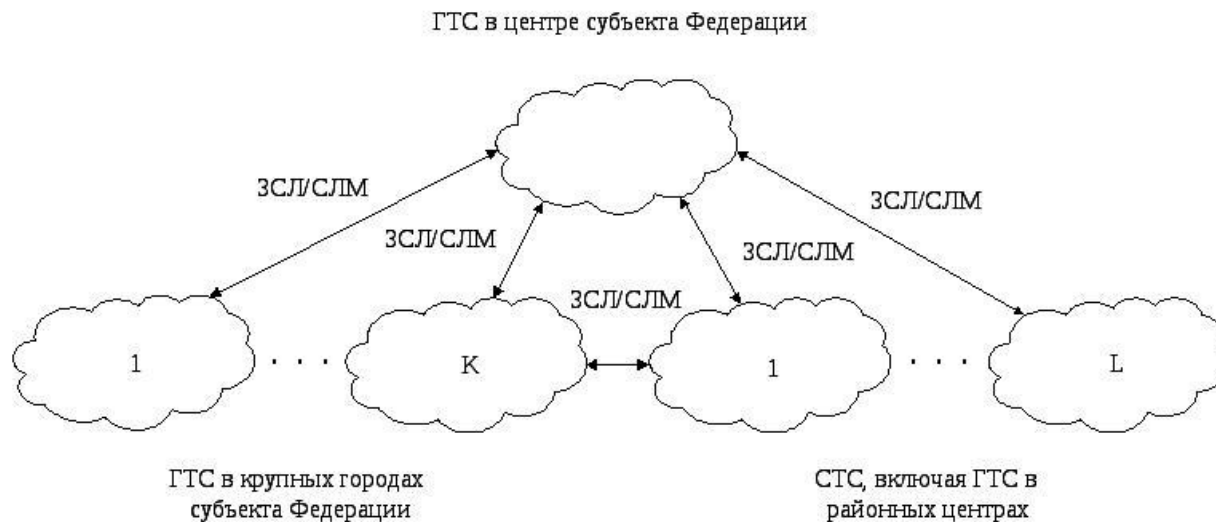 ГТС в центре субъекта Федерации
ЗСЛ/СЛМ
ЗСЛ/СЛМ
ЗСЛ/СЛМ
ЗСЛ/СЛМ
ЗСЛ/СЛМ
1 . . . К
1 . . . L
ГТС в крупных городах
субъекта Федерации
СТС, включая ГТС в
районных центрах